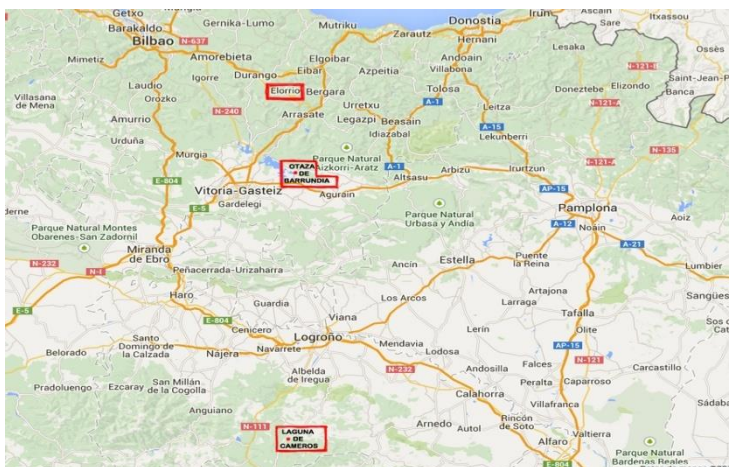 Getxo
Gernika-Lumo
Mutriku
Zarautz
Donostia
Irun
Ascain
Sare
Itxassou
Barakaldo
Bilbao
N-637
Amorebieta
Elgoibar
Hernani
Andoain
Lesaka
Ossès
Mimetiz
Igorre
Durango
Eibar
Azpeitia
Villabona
N-121-A
Saint-Jean-P
Laudio
Elorrio
Bergara
Tolosa
Doneztebe
Elizondo
Banca
Villasana
de Mena
Orozko
N-240
Urretxu
A-1
Leitza
N-121-A
Amurrio
Arrasate
Legazpi
Beasain
A-15
Urduña
Idiazabal
Lekunberri
N-135
Murgia
Parque Natural
Aizkorri-Aratz
OTAZA
DE
BARRUNDIA
A-1
Arbizu
Irurtzun
N-121-A
E-804
Vitoria-Gasteiz
Agurain
Altsasu
AP-15
Gardelegi
E-5
Parque Natural
Urbasa y Andia
Pamplona
Aoiz
Parque Natural Montes
Obarenes-San Zadornil
A-12
Noain
Miranda
de Ebro
A-21
N-232
N-I
Peñacerrada-Urizaharra
Ancín
Estella
Puente
la Reina
Lumbier
Haro
Guardia
Los Arcos
Artajona
Sangües
E-5
E-804
Viana
Larraga
Tafalla
Cenicero
Logroño
Lerín
Olite
Sos d
Cat
Santo
Domingo de
la Calzada
Navarrete
Mendavia
AP-15
Belorado
Nájera
Lodosa
N-121
N-232
Falces
Carcastillo
Albelda
de Iregua
Andosilla
Pradoluengo
Ezcaray
San Millán
de la Cogolla
Peralta
Caparroso
Calahorra
Villafranca
Sádaba
Anguiano
Rincón
de Soto
N-111
LAGUNA
DE
CAMEROS
Arnedo
Autol
Valtierra
Alfaro
Parque Natural
Bardenas Reales